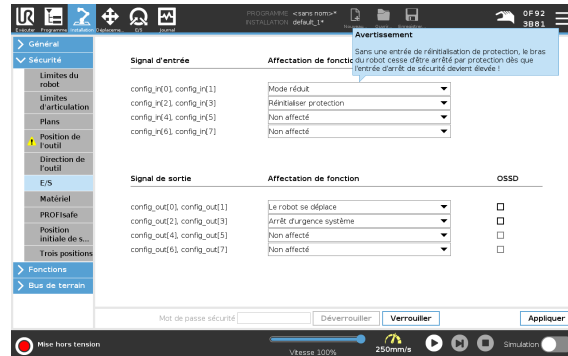 Exécuter Programme Installation Déplaceme... E/S Journal
PROGRAMME <sans nom>*
INSTALLATION default_1*
0F92
3B81
Avertissement
Sans une entrée de réinitialisation de protection, le bras
du robot cesse d'être arrêté par protection dès que
l'entrée d'arrêt de sécurité devient élevée !
Général
Sécurité
Limites du
robot
Limites
d'articulation
Plans
Position de
l'outil
Direction de
l'outil
E/S
Matériel
PROFIsafe
Position
initiale de s...
Trois positions
Fonctions
Bus de terrain
Signal d'entrée Affectation de fonction
config_in[0], config_in[1] Mode réduit
config_in[2], config_in[3] Réinitialiser protection
config_in[4], config_in[5] Non affecté
config_in[6], config_in[7] Non affecté
Signal de sortie Affectation de fonction OSSD
config_out[0], config_out[1] Le robot se déplace
config_out[2], config_out[3] Arrêt d'urgence système
config_out[4], config_out[5] Non affecté
config_out[6], config_out[7] Non affecté
Mot de passe sécurité Déverrouiller Verrouiller Appliquer
Mise hors tension
Vitesse 100%
250mm/s
Simulation